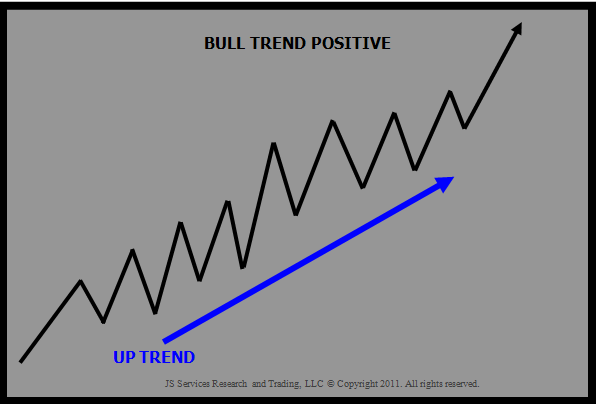 BULL TREND POSITIVE
UP TREND
JS Services Research and Trading, LLC © Copyright 2011. All rights reserved.